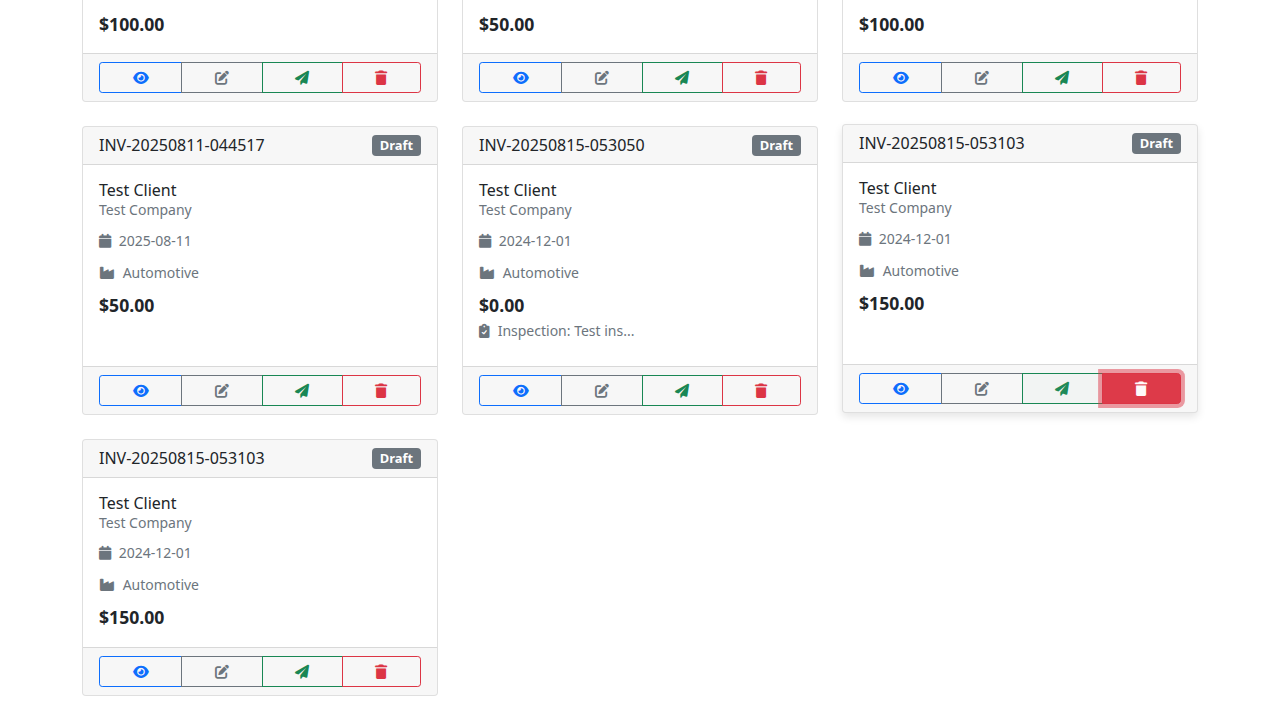 $100.00
$50.00
$100.00
INV-20250811-044517 Draft
Test Client
Test Company
2025-08-11
Automotive
$50.00
INV-20250815-053050 Draft
Test Client
Test Company
2024-12-01
Automotive
$0.00
Inspection: Test ins...
INV-20250815-053103 Draft
Test Client
Test Company
2024-12-01
Automotive
$150.00
INV-20250815-053103 Draft
Test Client
Test Company
2024-12-01
Automotive
$150.00